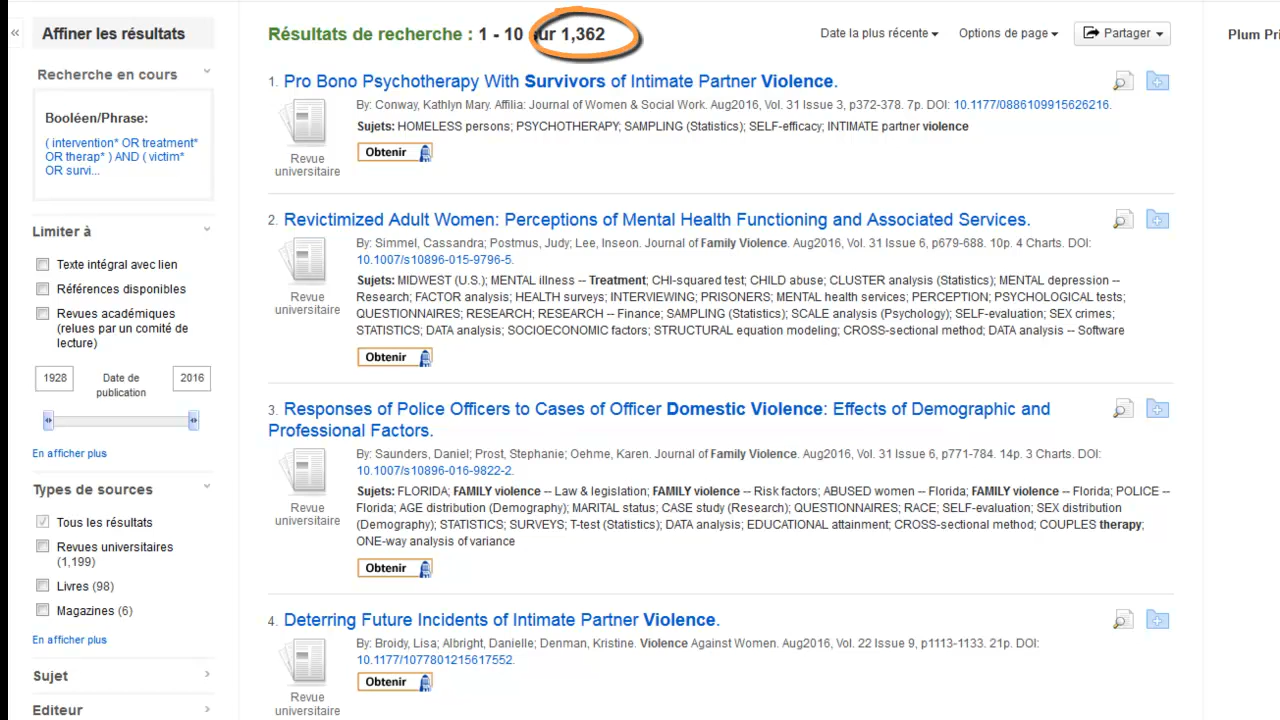 «
Affiner les résultats
Recherche en cours
Booléen/Phrase:
( intervention* OR treatment*
OR therap* ) AND ( victim*
OR survi...
Limiter à
Texte intégral avec lien
Références disponibles
Revues académiques
(relues par un comité de
lecture)
1928
Date de
publication
2016
En afficher plus
Types de sources
Tous les résultats
Revues universitaires
(1,199)
Livres (98)
Magazines (6)
En afficher plus
Sujet
Editeur
Résultats de recherche : 1 - 10 sur 1,362
Date la plus récente
Options de page
Partager
1. Pro Bono Psychotherapy With Survivors of Intimate Partner Violence.
By: Conway, Kathlyn Mary. Affilia: Journal of Women & Social Work. Aug2016, Vol. 31 Issue 3, p372-378. 7p. DOI: 10.1177/0886109915626216.
Sujets: HOMELESS persons; PSYCHOTHERAPY; SAMPLING (Statistics); SELF-efficacy; INTIMATE partner violence
Revue
universitaire
Obtenir
2. Revictimized Adult Women: Perceptions of Mental Health Functioning and Associated Services.
By: Simmel, Cassandra; Postmus, Judy; Lee, Inseon. Journal of Family Violence. Aug2016, Vol. 31 Issue 6, p679-688. 10p. 4 Charts. DOI:
10.1007/s10896-015-9796-5.
Sujets: MIDWEST (U.S.); MENTAL illness -- Treatment; CHI-squared test; CHILD abuse; CLUSTER analysis (Statistics); MENTAL depression --
Research; FACTOR analysis; HEALTH surveys; INTERVIEWING; PRISONERS; MENTAL health services; PERCEPTION; PSYCHOLOGICAL tests;
QUESTIONNAIRES; RESEARCH; RESEARCH -- Finance; SAMPLING (Statistics); SCALE analysis (Psychology); SELF-evaluation; SEX crimes;
STATISTICS; DATA analysis; SOCIOECONOMIC factors; STRUCTURAL equation modeling; CROSS-sectional method; DATA analysis -- Software
Revue
universitaire
Obtenir
3. Responses of Police Officers to Cases of Officer Domestic Violence: Effects of Demographic and
Professional Factors.
By: Saunders, Daniel; Prost, Stephanie; Oehme, Karen. Journal of Family Violence. Aug2016, Vol. 31 Issue 6, p771-784. 14p. 3 Charts. DOI:
10.1007/s10896-016-9822-2.
Sujets: FLORIDA; FAMILY violence -- Law & legislation; FAMILY violence -- Risk factors; ABUSED women -- Florida; FAMILY violence -- Florida; POLICE --
Florida; AGE distribution (Demography); MARITAL status; CASE study (Research); QUESTIONNAIRES; RACE; SELF-evaluation; SEX distribution
(Demography); STATISTICS; SURVEYS; T-test (Statistics); DATA analysis; EDUCATIONAL attainment; CROSS-sectional method; COUPLES therapy;
ONE-way analysis of variance
Revue
universitaire
Obtenir
4. Deterring Future Incidents of Intimate Partner Violence.
By: Broidy, Lisa; Albright, Danielle; Denman, Kristine. Violence Against Women. Aug2016, Vol. 22 Issue 9, p1113-1133. 21p. DOI:
10.1177/1077801215617552.
Revue
universitaire
Obtenir
Plum Pri